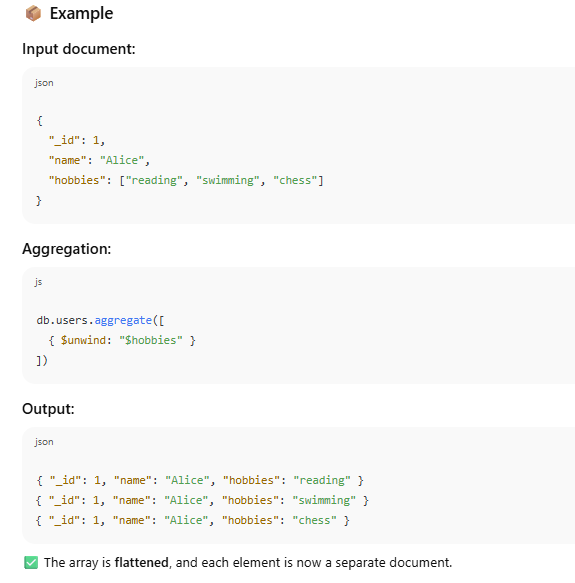 📦 Example
Input document:
json
{
  "_id": 1,
  "name": "Alice",
  "hobbies": ["reading", "swimming", "chess"]
}
Aggregation:
js
db.users.aggregate([
  { $unwind: "$hobbies" }
])
Output:
json
{ "_id": 1, "name": "Alice", "hobbies": "reading" }
{ "_id": 1, "name": "Alice", "hobbies": "swimming" }
{ "_id": 1, "name": "Alice", "hobbies": "chess" }
✅ The array is flattened, and each element is now a separate document.